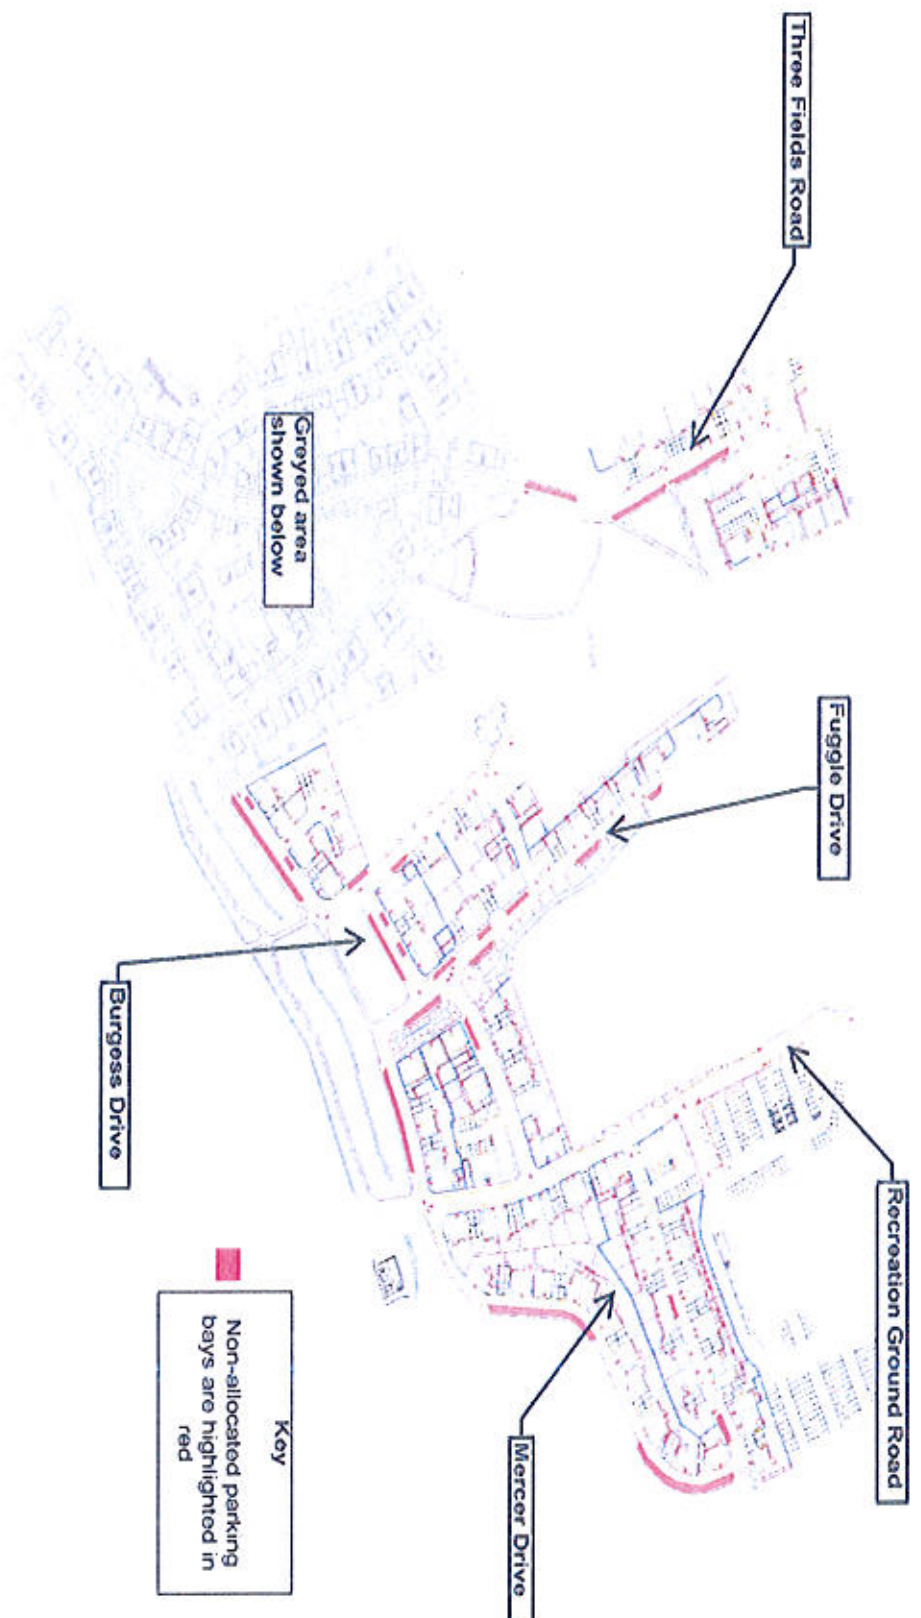 Three Fields Road
Fuggle Drive
Recreation Ground Road
Greyed area
shown below
Burgess Drive
Mercer Drive
Key
Non-allocated parking
bays are highlighted in
red